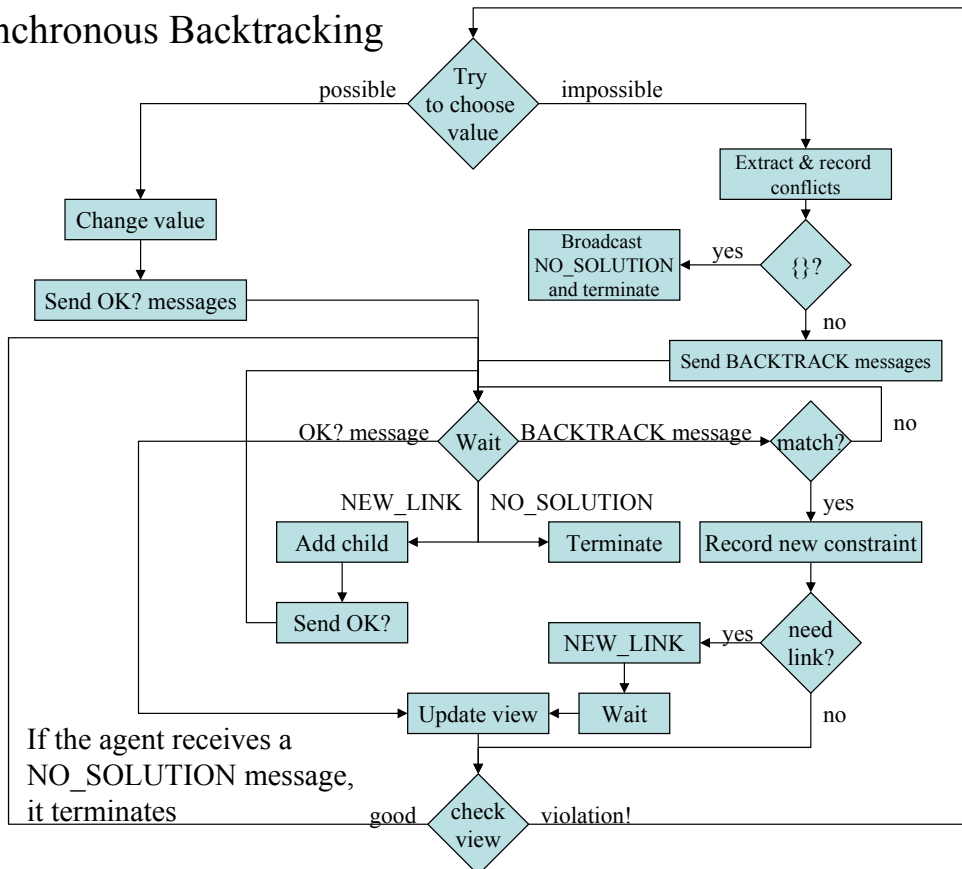 nchronous Backtracking
Try
to choose
value
possible
impossible
Extract & record
conflicts
Change value
Broadcast
NO_SOLUTION
and terminate
yes
{}?
Send OK? messages
no
Send BACKTRACK messages
OK? message
Wait
BACKTRACK message
match?
no
NEW_LINK
NO_SOLUTION
yes
Add child
Terminate
Record new constraint
Send OK?
NEW_LINK
yes
need
link?
Update view
Wait
no
If the agent receives a
NO_SOLUTION message,
it terminates
good
check
view
violation!